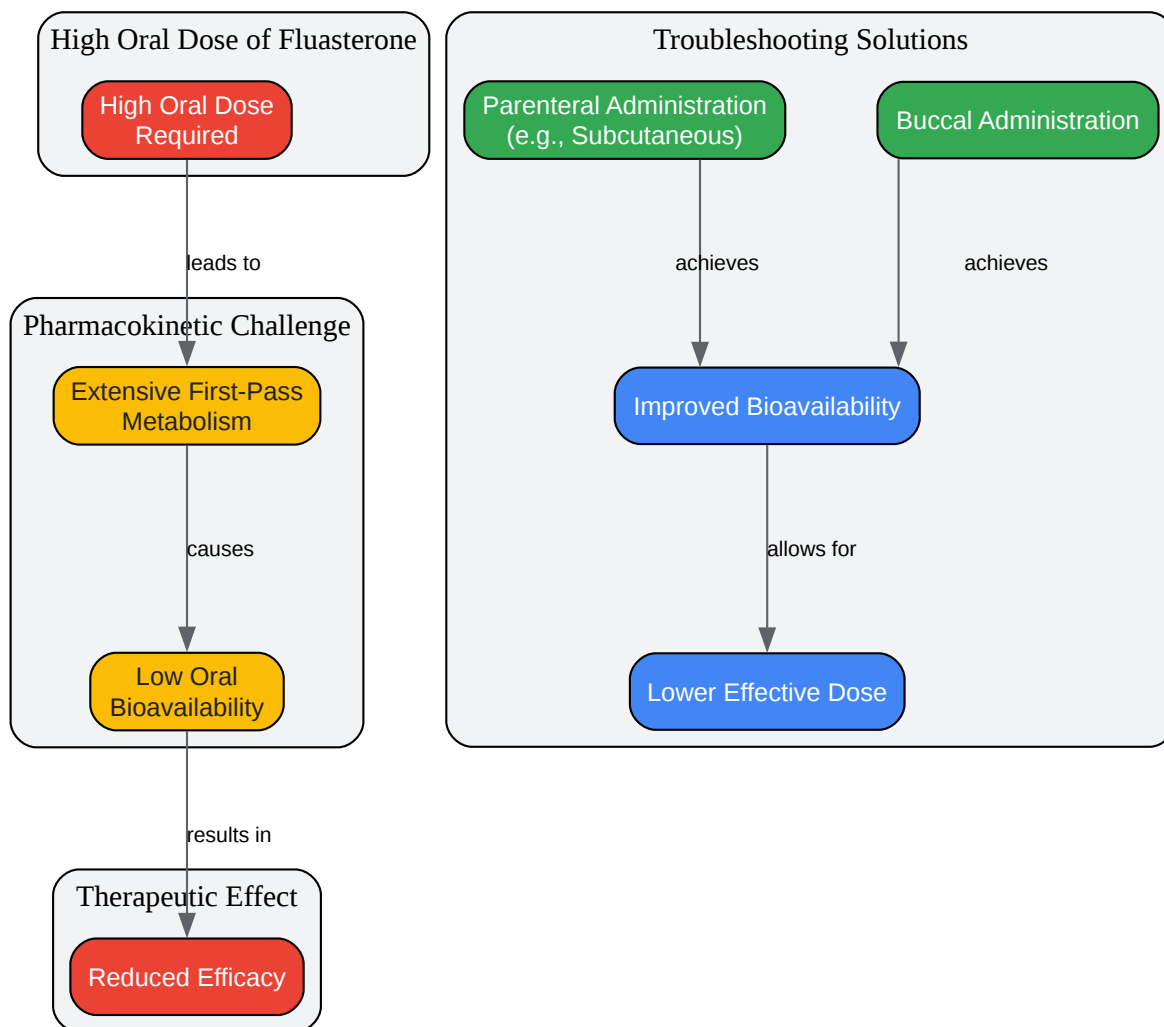 High Oral Dose of Fluasterone
High Oral Dose
Required
leads to
Pharmacokinetic Challenge
Extensive First-Pass
Metabolism
causes
Low Oral
Bioavailability
results in
Therapeutic Effect
Reduced Efficacy
Troubleshooting Solutions
Parenteral Administration
(e.g., Subcutaneous)
Buccal Administration
achieves
achieves
Improved Bioavailability
allows for
Lower Effective Dose